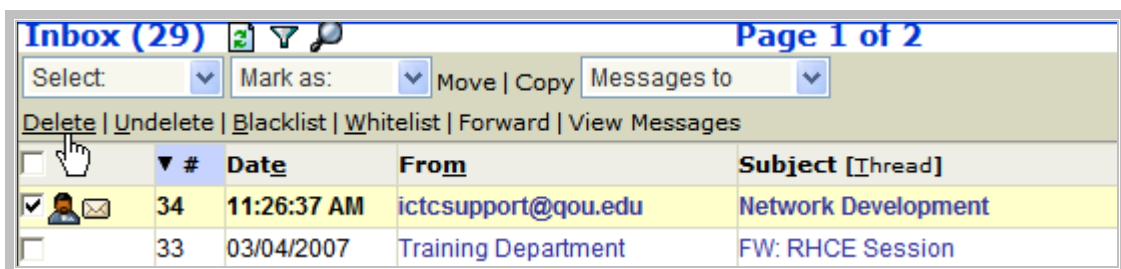 Inbox (29) Page 1 of 2
Select: Mark as: Move | Copy Messages to
Delete | Undelete | Blacklist | Whitelist | Forward | View Messages
▼ # Date From Subject [Thread]
34 11:26:37 AM ictcsupport@qou.edu Network Development
33 03/04/2007 Training Department FW: RHCE Session